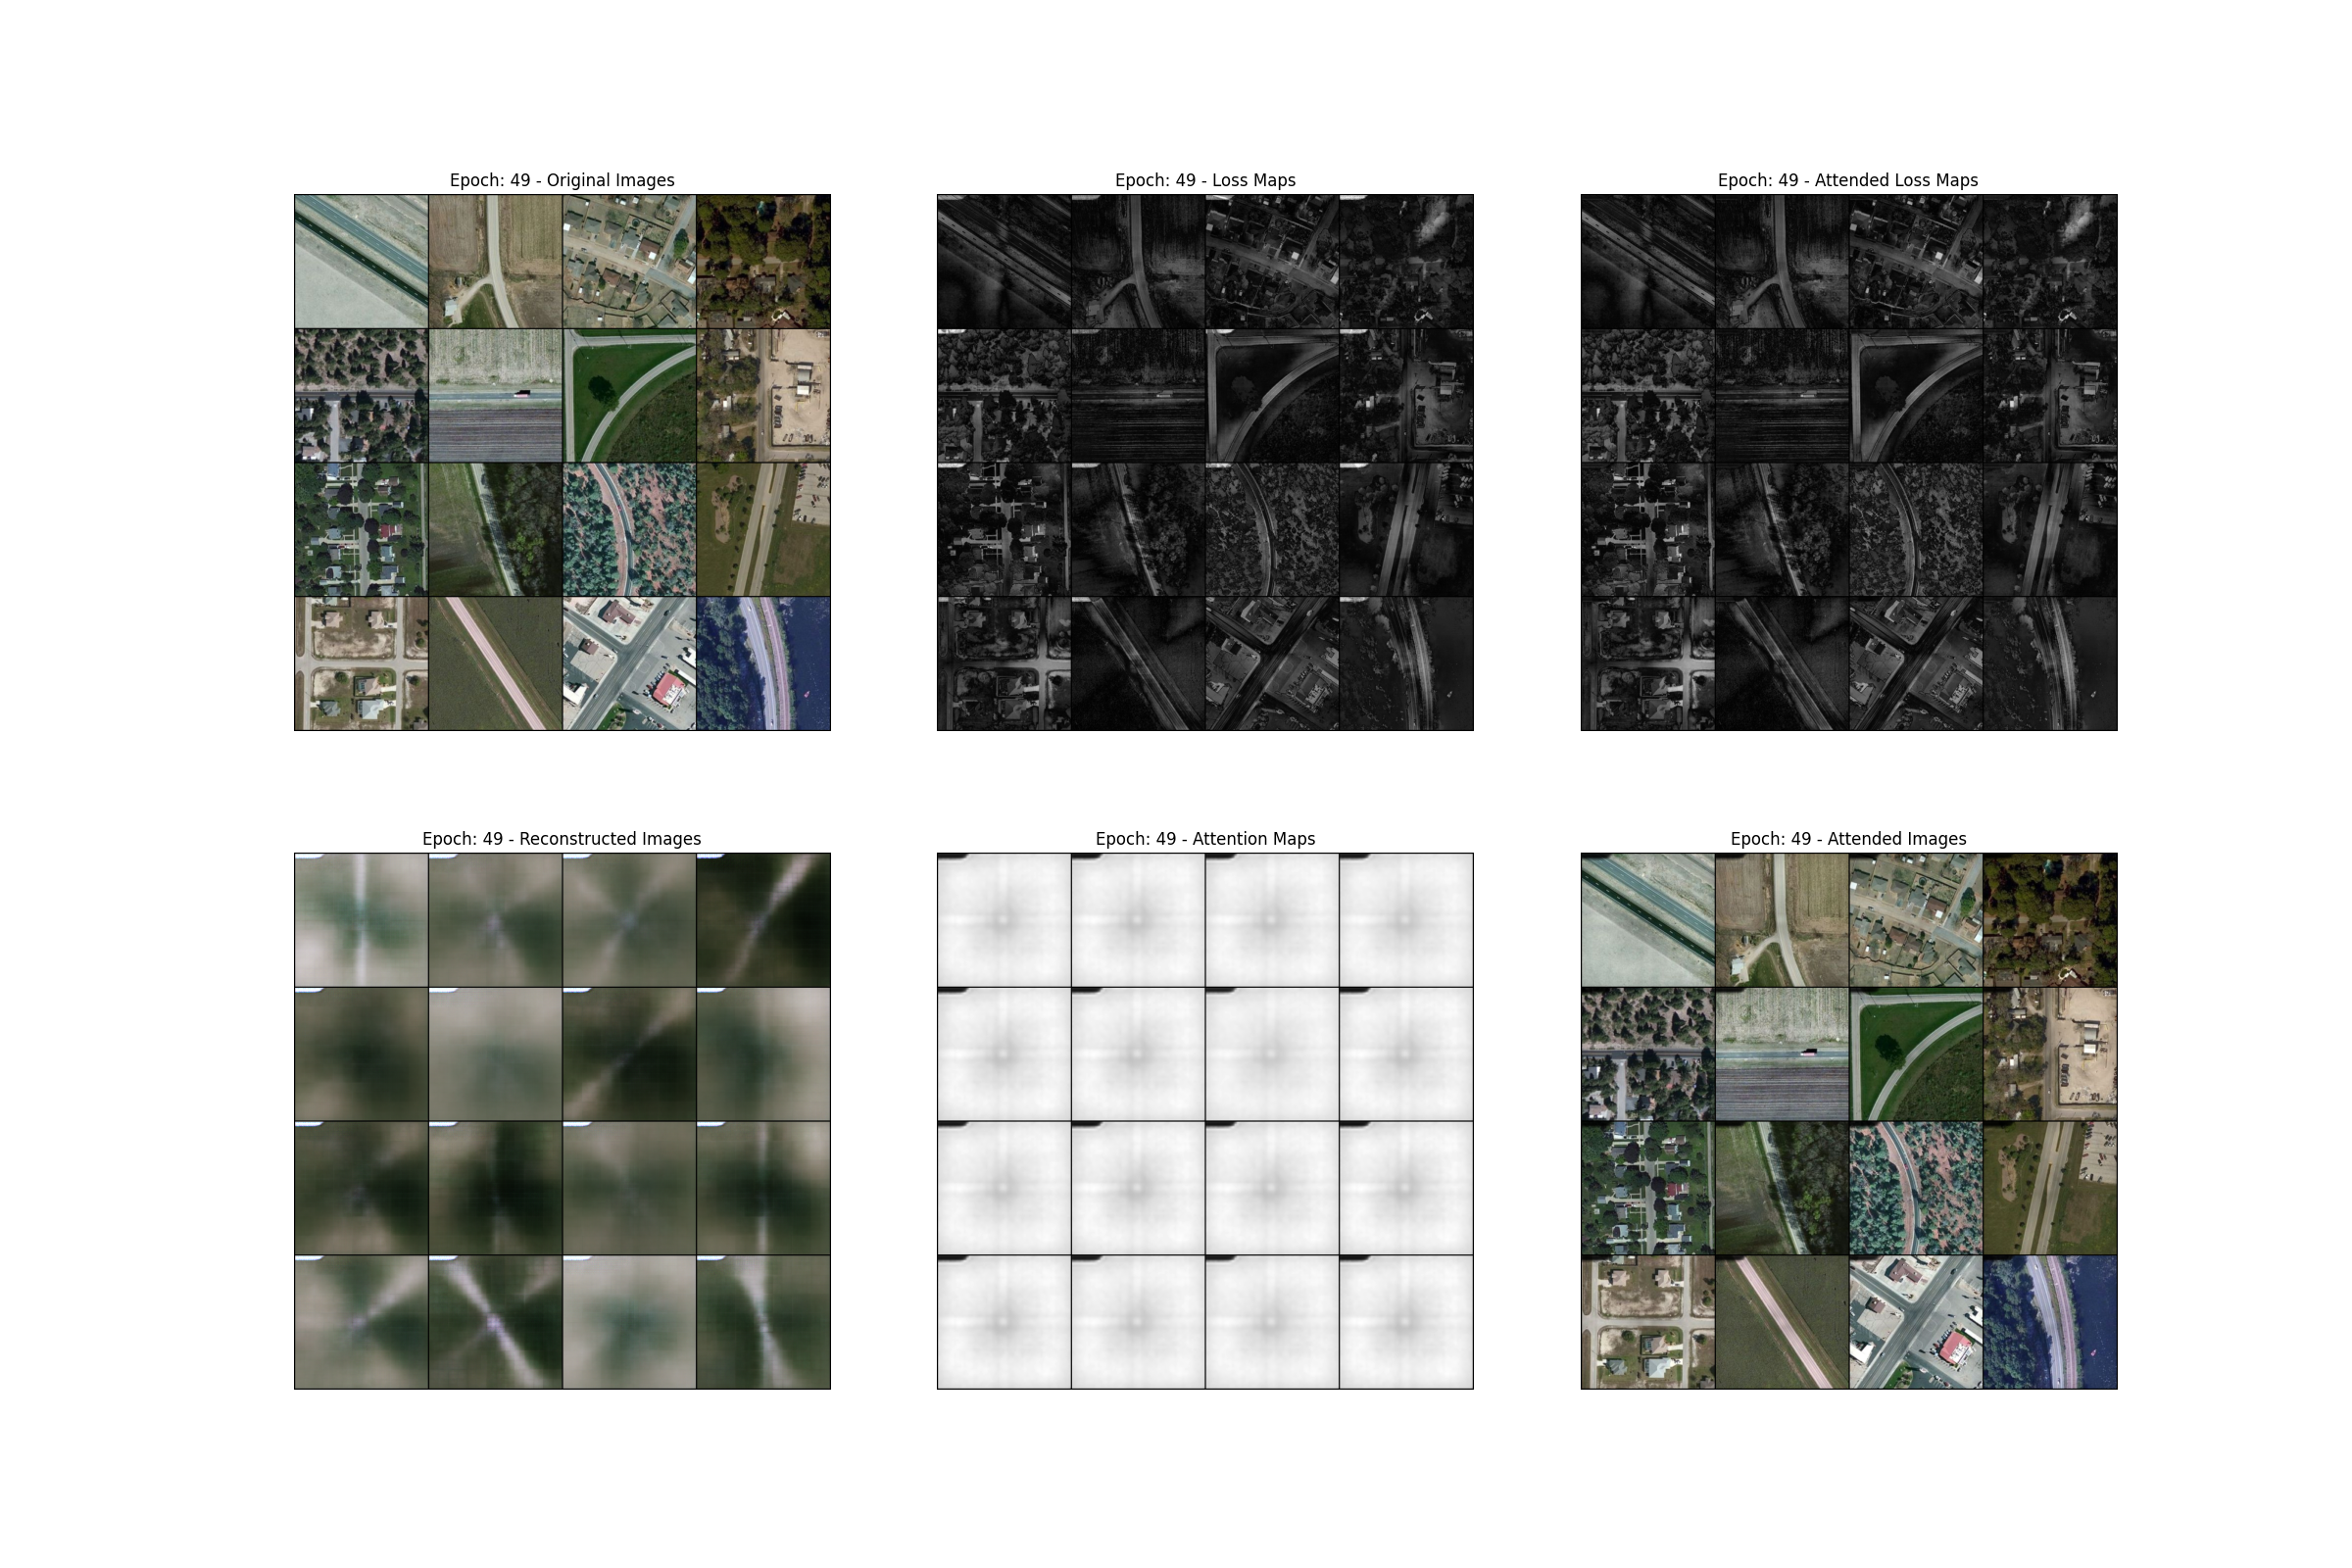 Epoch: 49 - Original Images
Epoch: 49 - Loss Maps
Epoch: 49 - Attended Loss Maps
Epoch: 49 - Reconstructed Images
Epoch: 49 - Attention Maps
Epoch: 49 - Attended Images